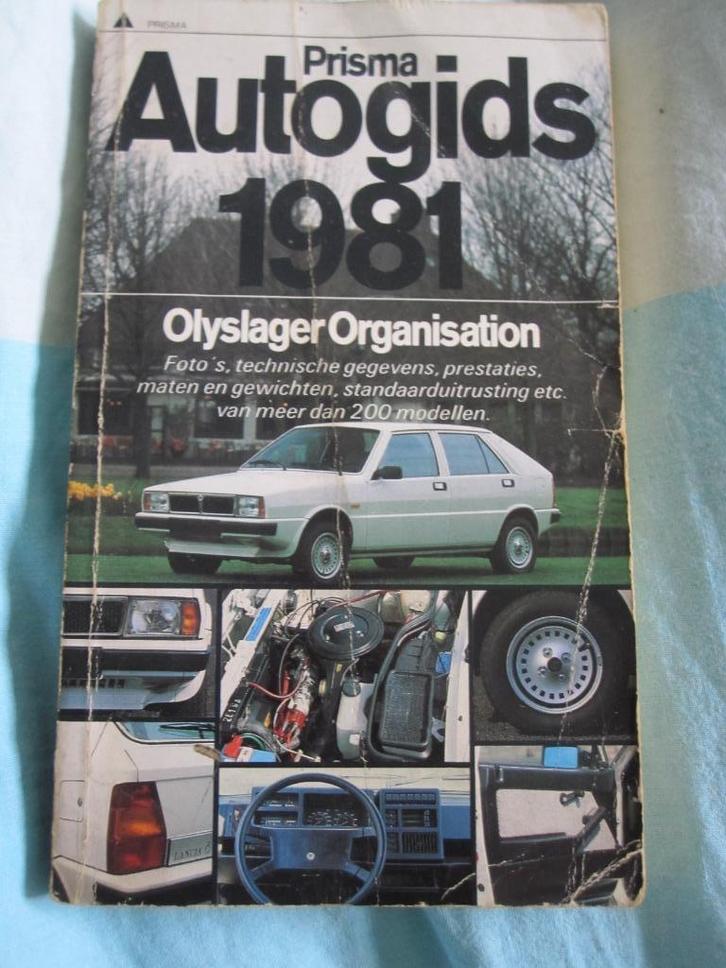 PRISMA
Prisma
Autogids
1981
Olyslager Organisation
Foto's, technische gegevens, prestaties,
maten en gewichten, standaarduitrusting etc.
van meer dan 200 modellen.
LANCIA